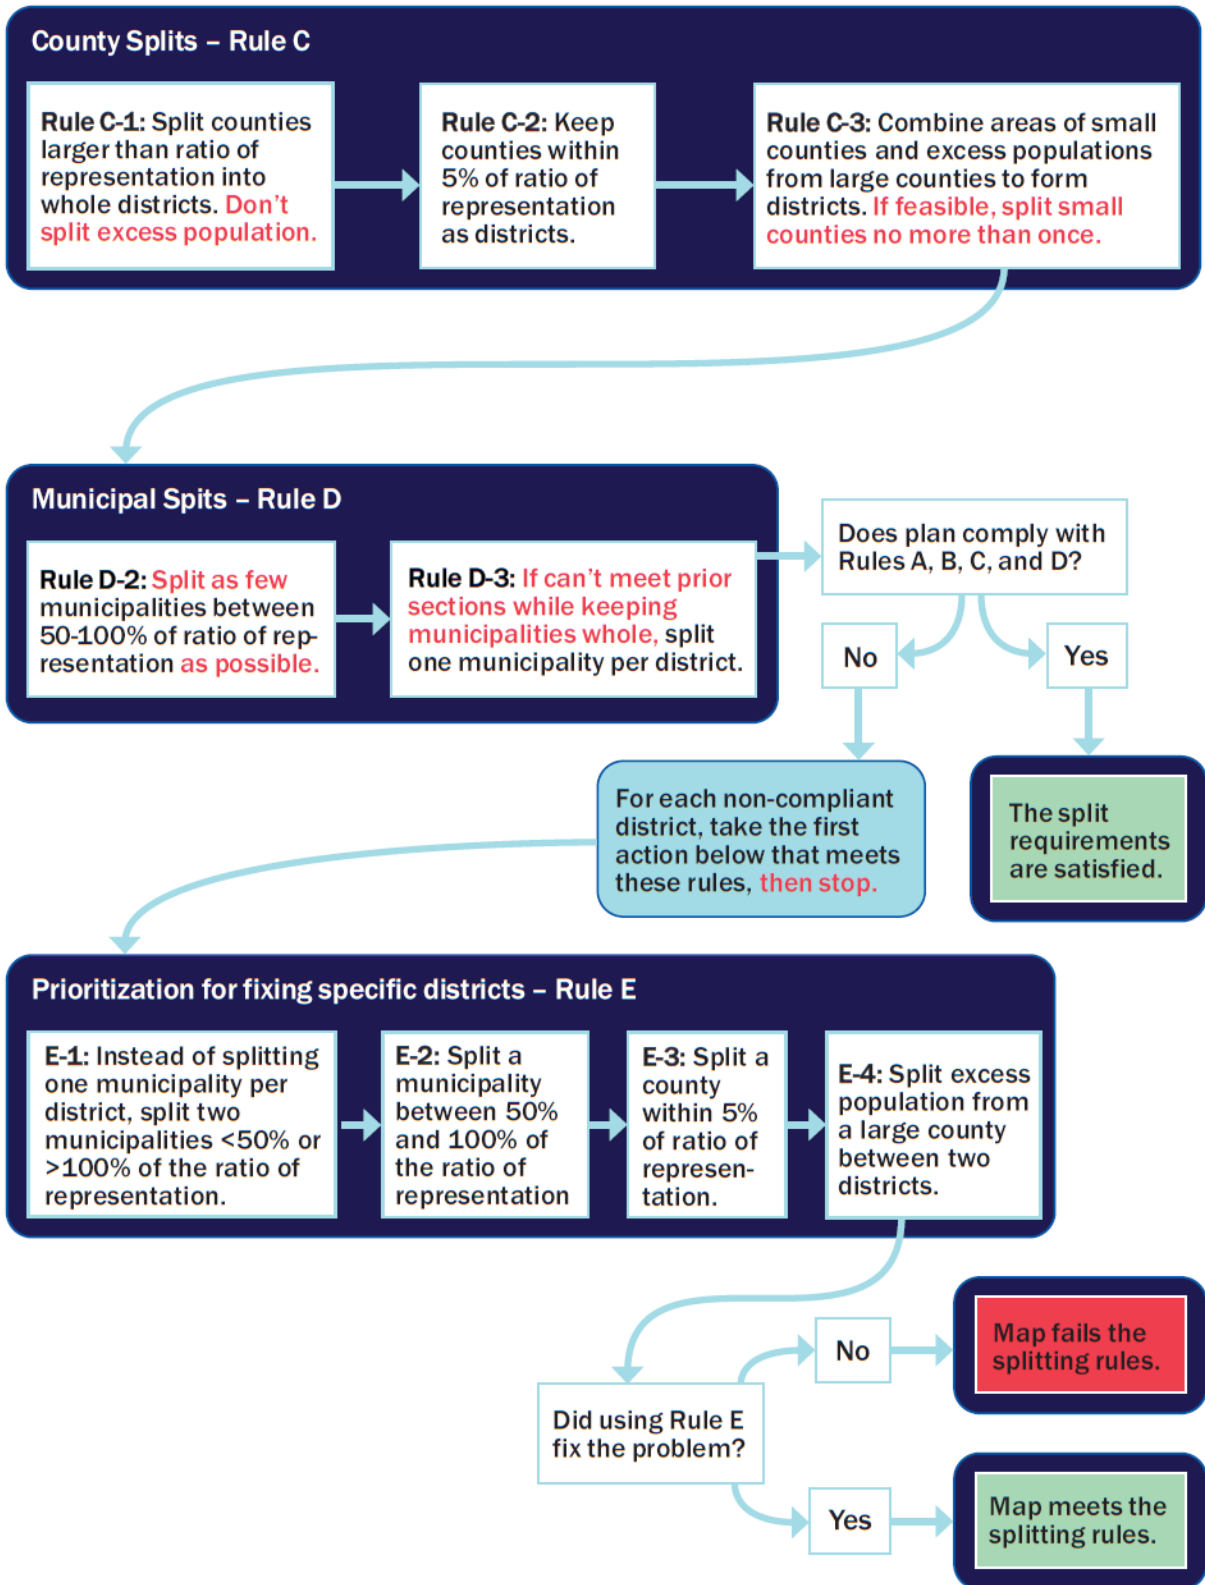 County Splits – Rule C
Rule C-1: Split counties
larger than ratio of
representation into
whole districts. Don't
split excess population.
Rule C-2: Keep
counties within
5% of ratio of
representation
as districts.
Rule C-3: Combine areas of small
counties and excess populations
from large counties to form
districts. If feasible, split small
counties no more than once.
Municipal Spits – Rule D
Rule D-2: Split as few
municipalities between
50-100% of ratio of rep-
resentation as possible.
Rule D-3: If can't meet prior
sections while keeping
municipalities whole, split
one municipality per district.
Does plan comply with
Rules A, B, C, and D?
No
Yes
For each non-compliant
district, take the first
action below that meets
these rules, then stop.
The split
requirements
are satisfied.
Prioritization for fixing specific districts – Rule E
E-1: Instead of splitting
one municipality per
district, split two
municipalities <50% or
>100% of the ratio of
representation.
E-2: Split a
municipality
between 50%
and 100% of
the ratio of
representation
E-3: Split a
county
within 5%
of ratio of
represen-
tation.
E-4: Split excess
population from
a large county
between two
districts.
Did using Rule E
fix the problem?
No
Map fails the
splitting rules.
Yes
Map meets the
splitting rules.